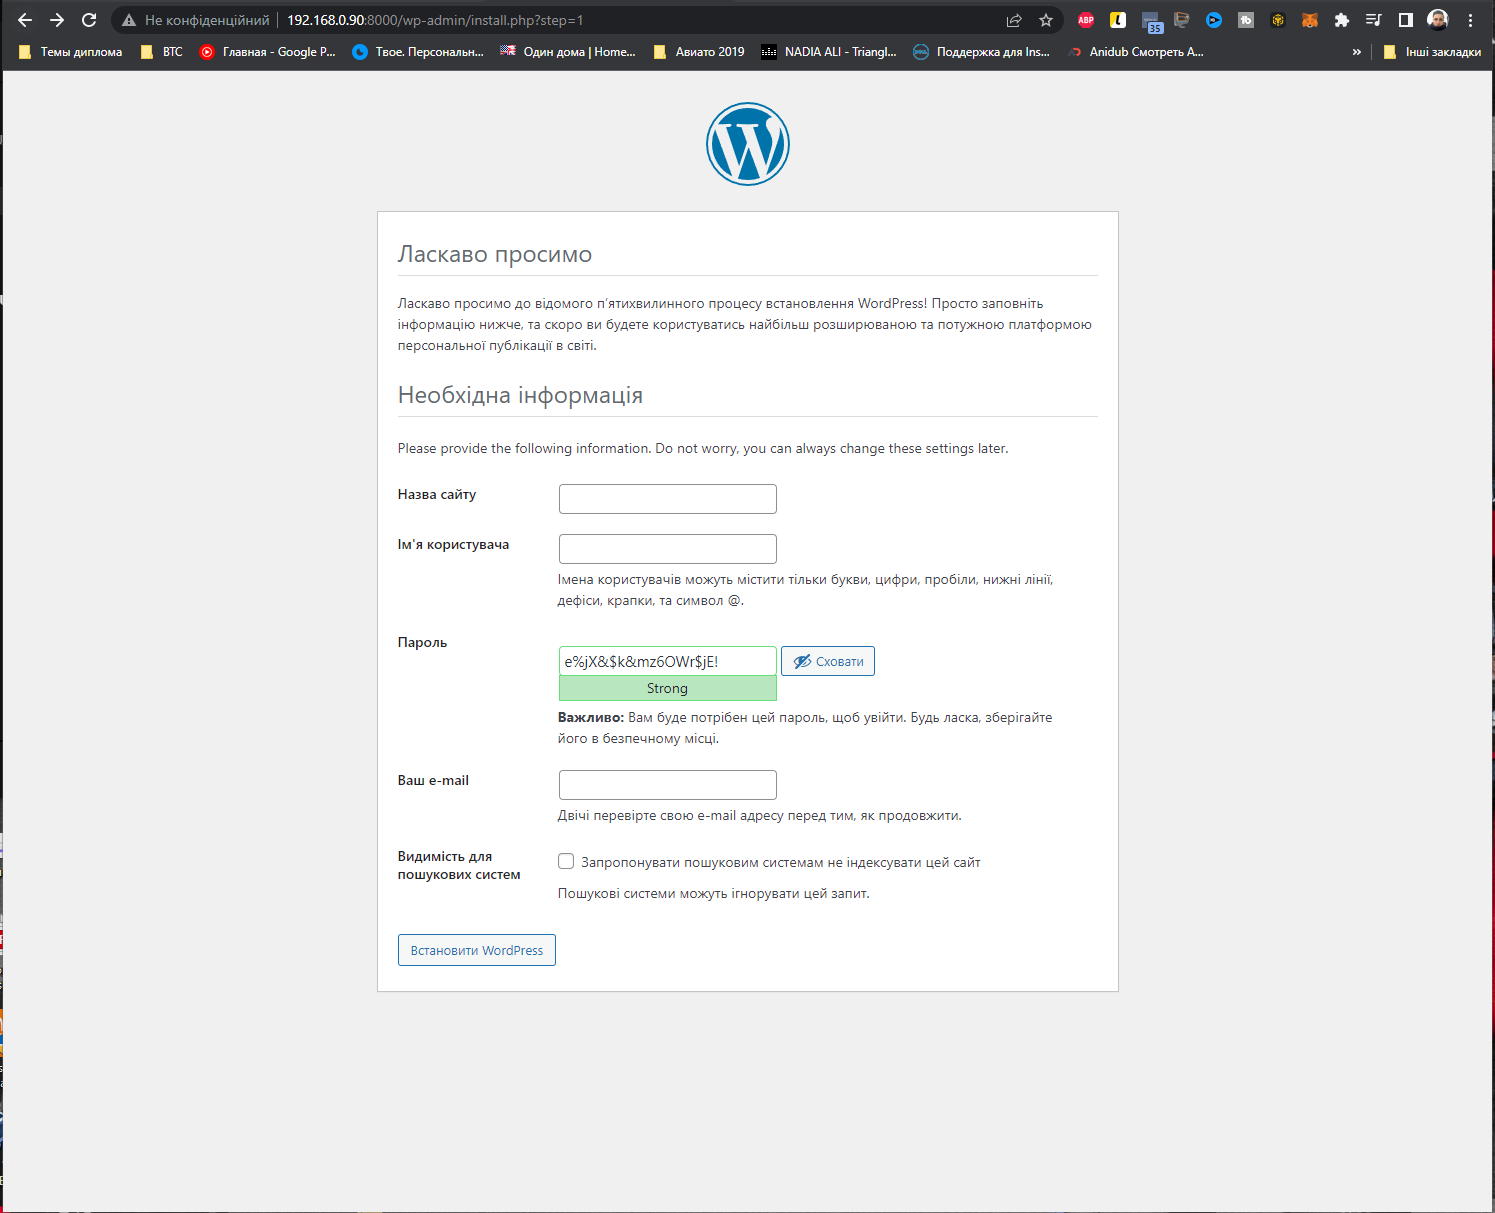 Не конфіденційний
192.168.0.90:8000/wp-admin/install.php?step=1
ABP
L
35
tb
Темы диплома
BTC
Главная - Google P...
Твое. Персональн...
Один дома | Home...
Авиато 2019
NADIA ALI - Triangl...
Поддержка для Ins...
Anidub Смотреть А...
»
Інші закладки
Ласкаво просимо
Ласкаво просимо до відомого п’ятихвилинного процесу встановлення WordPress! Просто заповніть
інформацію нижче, та скоро ви будете користуватись найбільш розширюваною та потужною платформою
персональної публікації в світі.
Необхідна інформація
Please provide the following information. Do not worry, you can always change these settings later.
Назва сайту
Ім'я користувача
Імена користувачів можуть містити тільки букви, цифри, пробіли, нижні лінії,
дефіси, крапки, та символ @.
Пароль
e%jX&$k&mz6OWr$jE!
Сховати
Strong
Важливо: Вам буде потрібен цей пароль, щоб увійти. Будь ласка, зберігайте
його в безпечному місці.
Ваш e-mail
Двічі перевірте свою e-mail адресу перед тим, як продовжити.
Видимість для
пошукових систем
Запропонувати пошуковим системам не індексувати цей сайт
Пошукові системи можуть ігнорувати цей запит.
Встановити WordPress